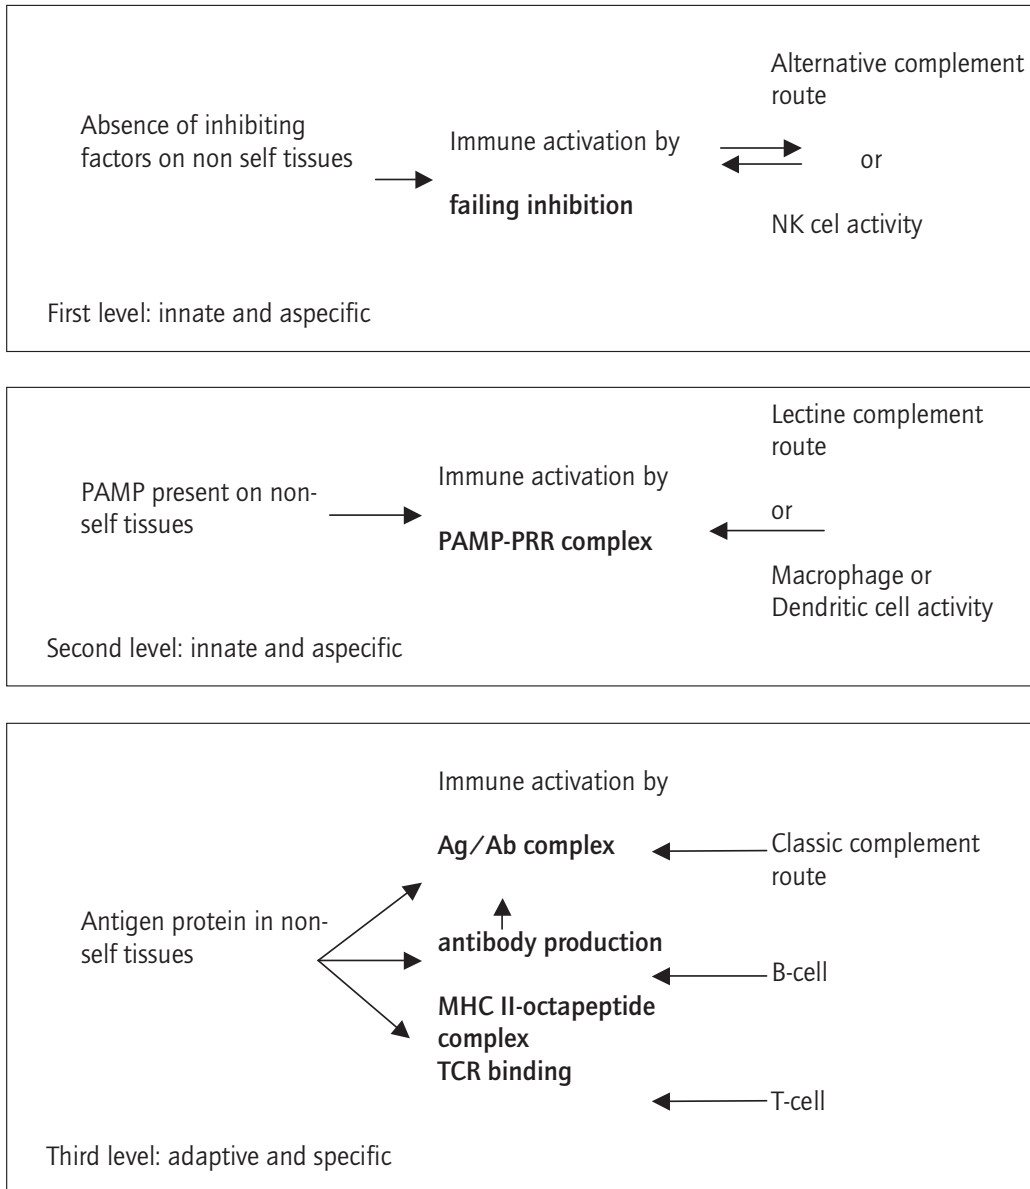 Alternative complement
route
Absence of inhibiting
factors on non self tissues
Immune activation by
failing inhibition
or
NK cel activity
First level: innate and aspecific
Lectine complement
route
PAMP present on non-
self tissues
Immune activation by
PAMP-PRR complex
or
Macrophage or
Dendritic cell activity
Second level: innate and aspecific
Immune activation by
Ag/Ab complex
Classic complement
route
Antigen protein in non-
self tissues
antibody production
B-cell
MHC II-octapeptide
complex
TCR binding
T-cell
Third level: adaptive and specific